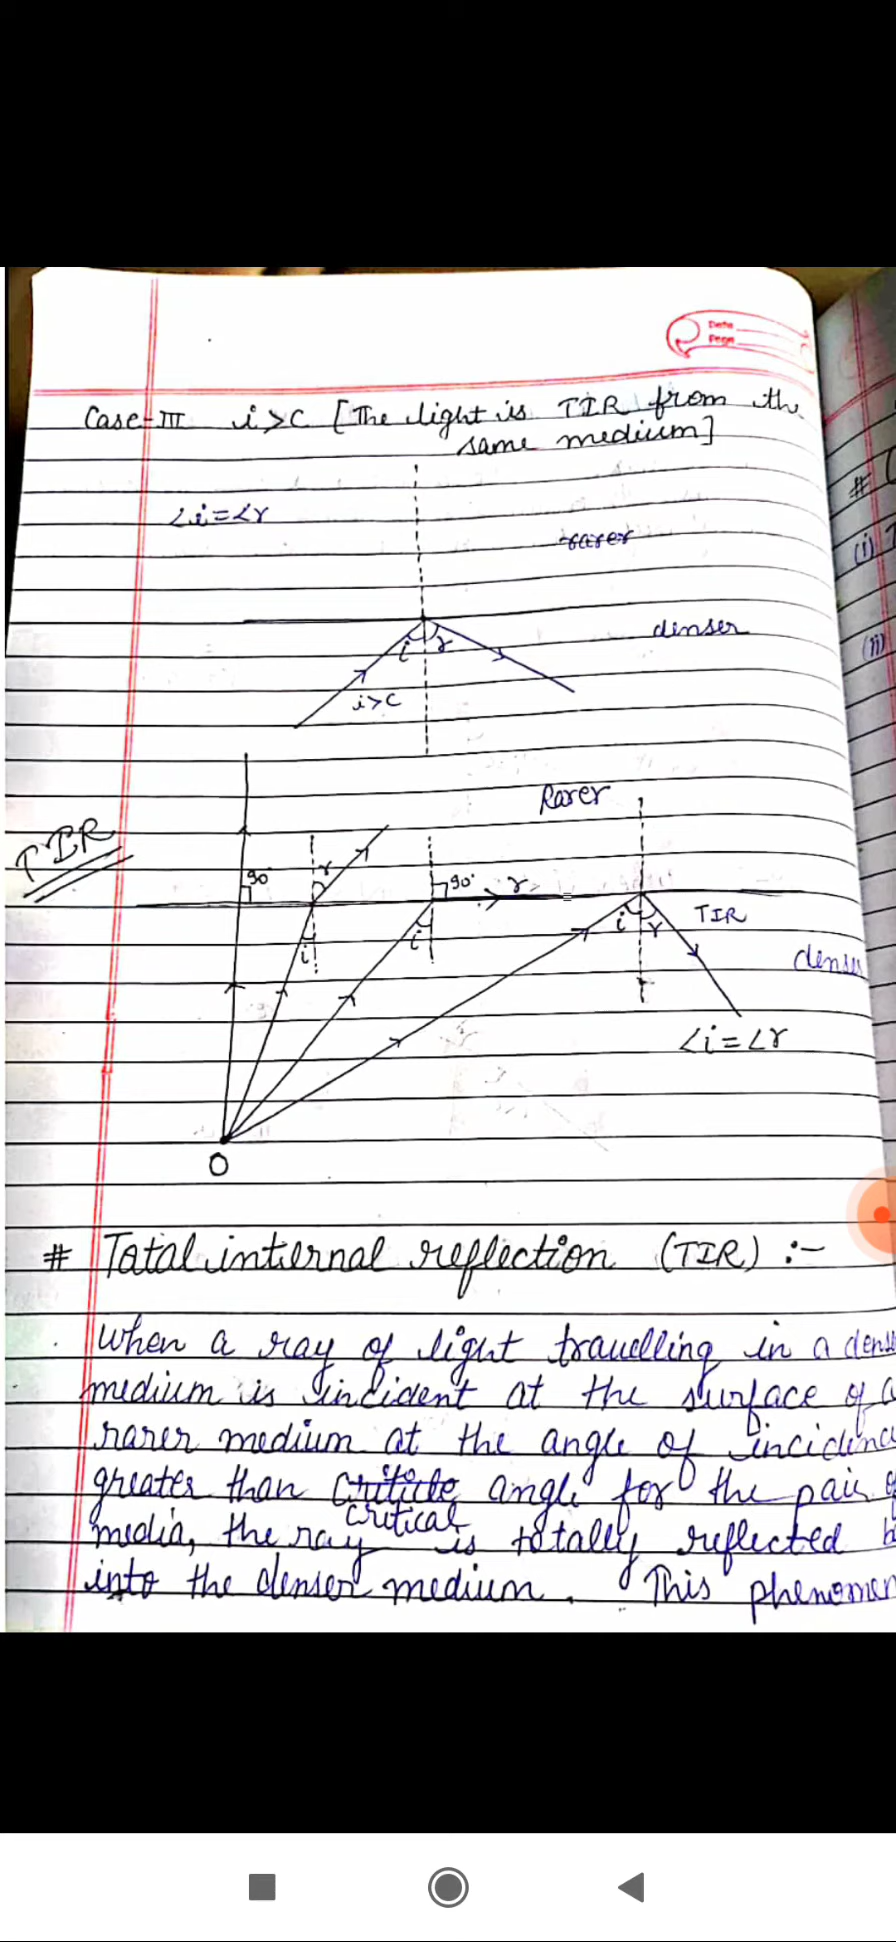 Date
Page
Case-III i>C [The light is TIR from the
same medium]
∠i=∠r
rarer
denser
i r
i>C
Rarer
TIR
90° r 90° r
i i i r TIR
denser
∠i=∠r
O
# Tatal internal reflection (TIR) :-
when a ray of light travelling in a dense
medium is incident at the surface of a
rarer medium at the angle of incidence
greater than critical angle for the pair of
media, the ray is totally reflected
into the denser medium. This phenomen
#
(i)
(ii)